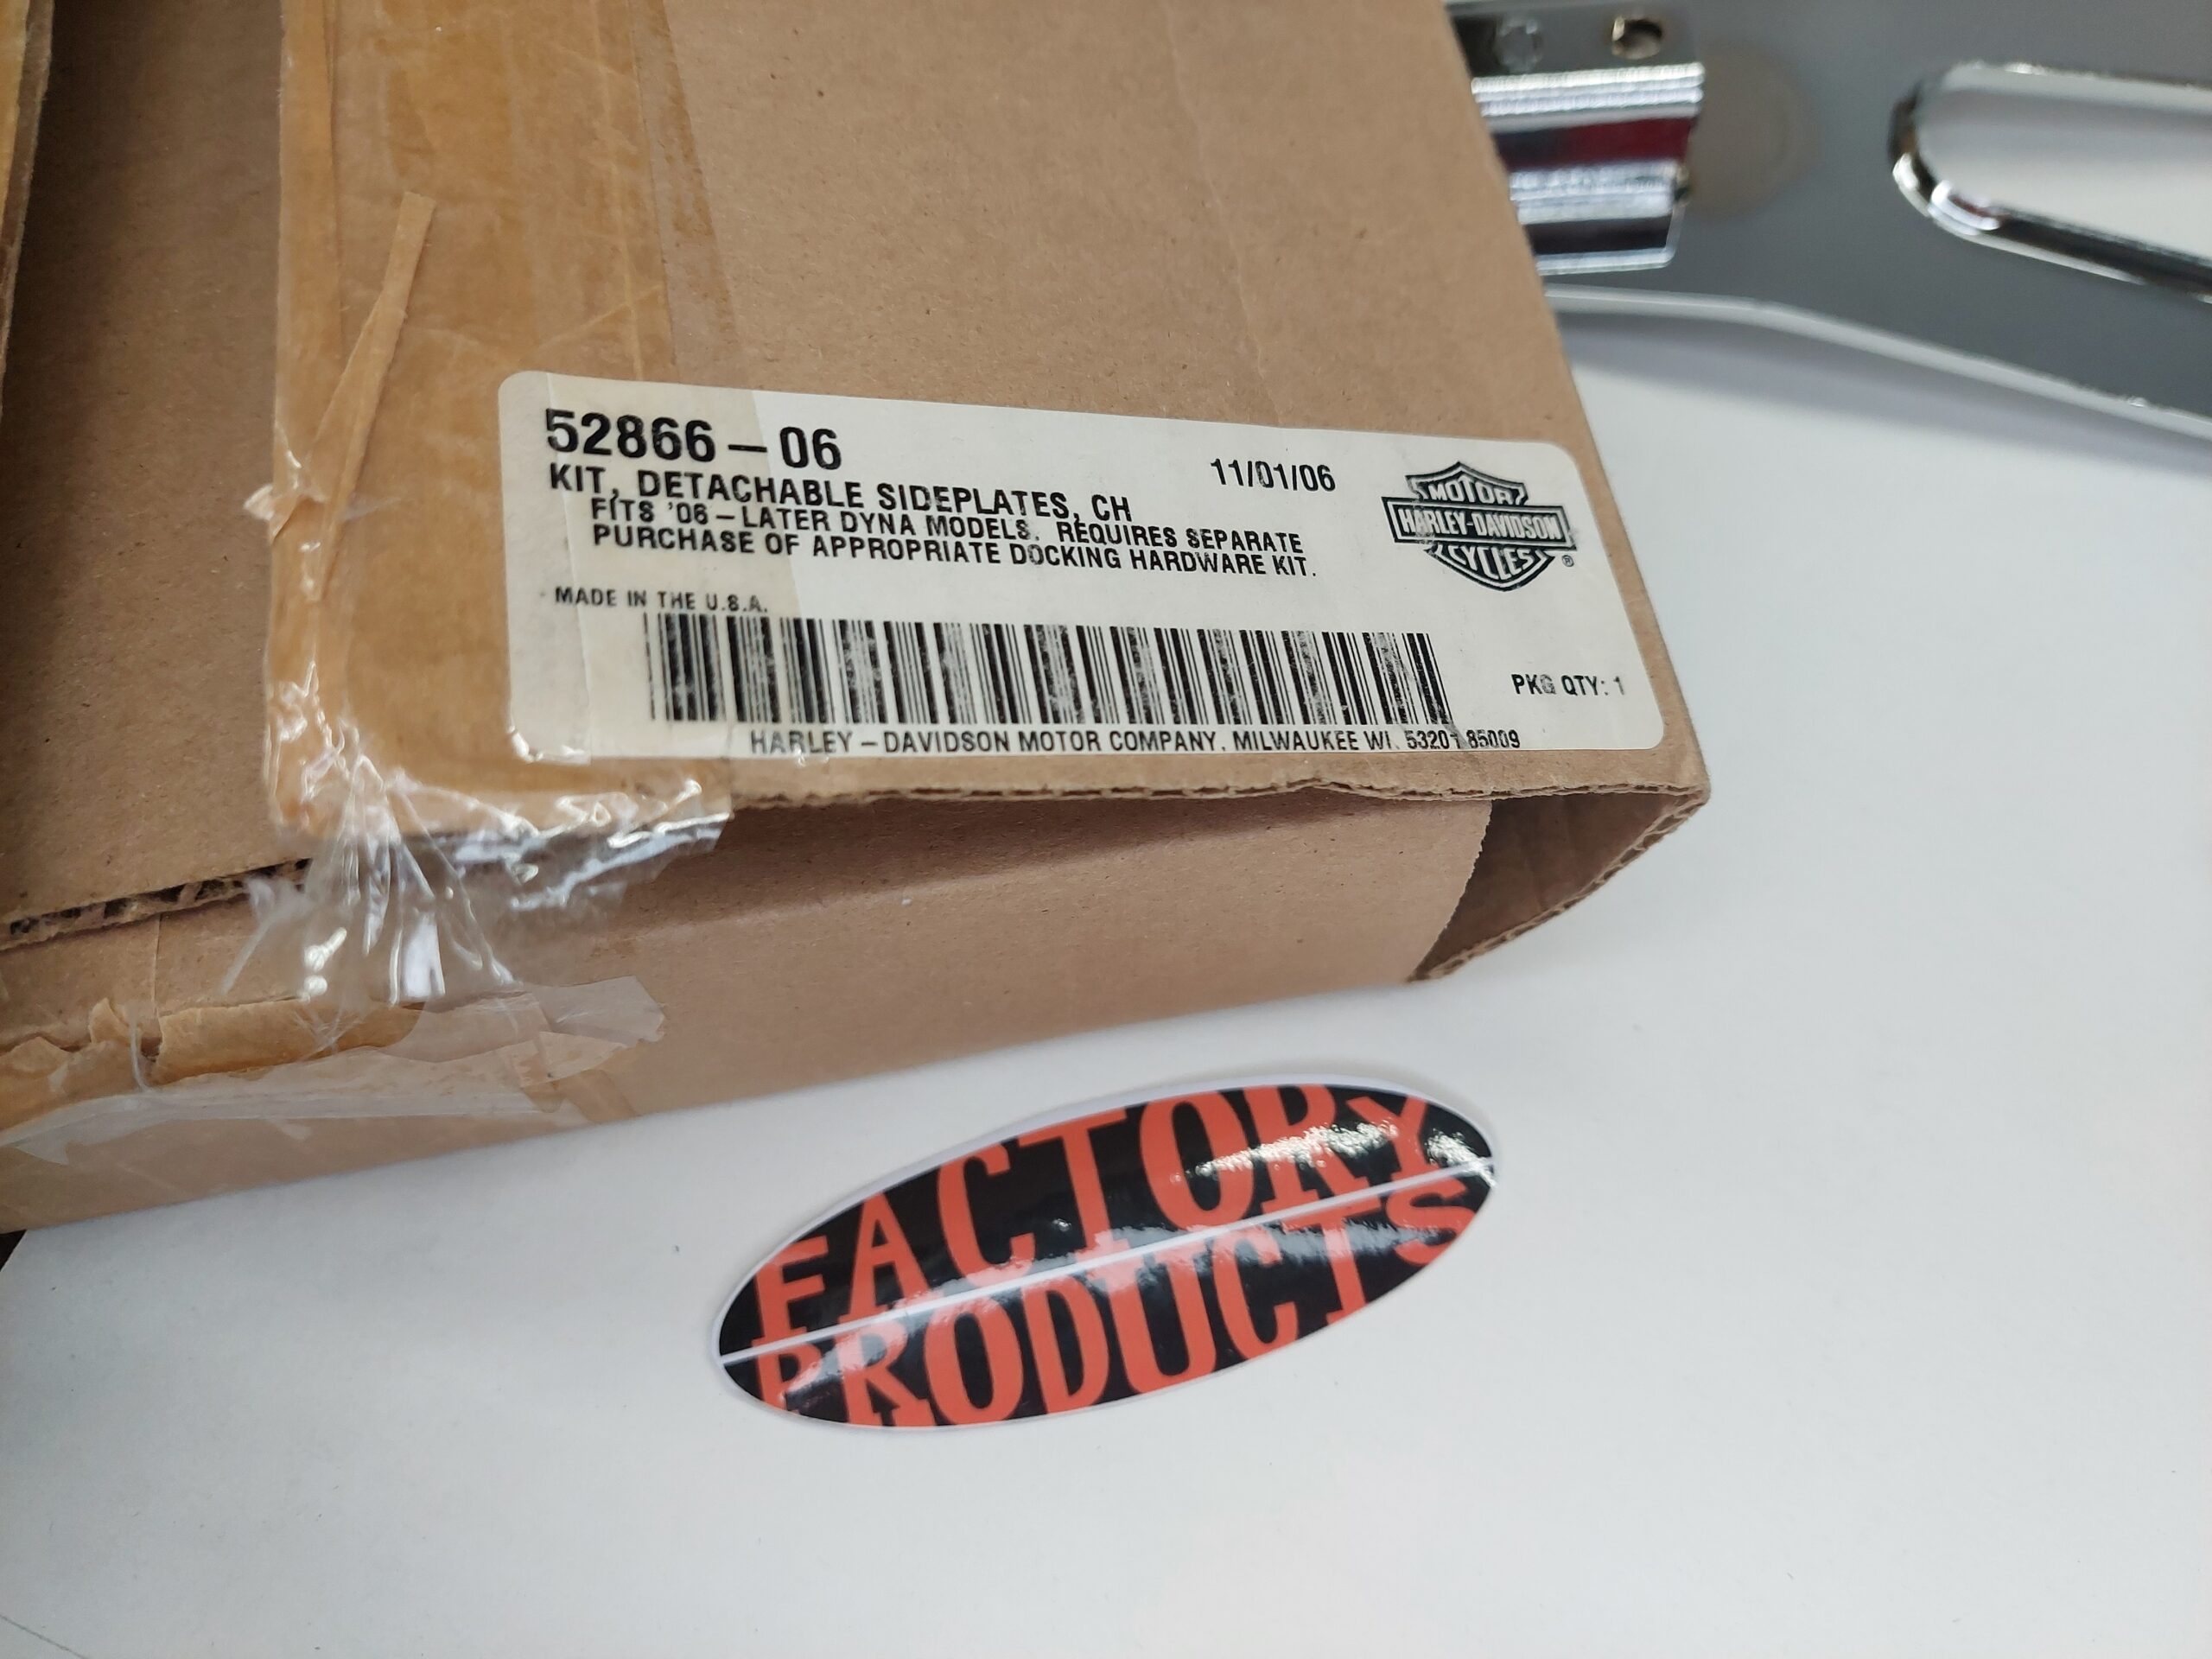 52866-06
11/01/06
KIT, DETACHABLE SIDEPLATES, CH
FITS '06-LATER DYNA MODELS. REQUIRES SEPARATE
PURCHASE OF APPROPRIATE DOCKING HARDWARE KIT.
MOTOR
HARLEY-DAVIDSON
CYCLES
®
MADE IN THE U.S.A.
PKG QTY: 1
HARLEY-DAVIDSON MOTOR COMPANY, MILWAUKEE WI. 53201 85009
FACTORY
PRODUCTS